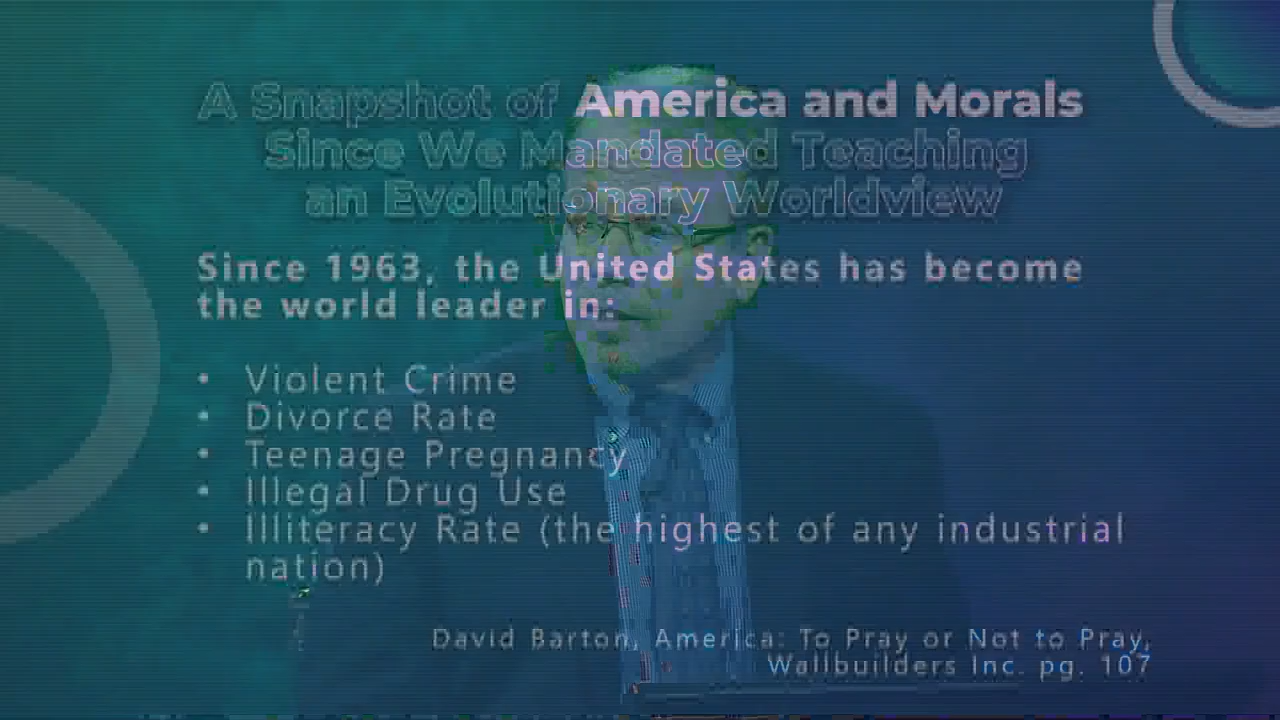 A Snapshot of America and Morals
Since We Mandated Teaching
an Evolutionary Worldview
Since 1963, the United States has become
the world leader in:
• Violent Crime
• Divorce Rate
• Teenage Pregnancy
• Illegal Drug Use
• Illiteracy Rate (the highest of any industrial
nation)
David Barton, America: To Pray or Not to Pray,
Wallbuilders Inc. pg. 107